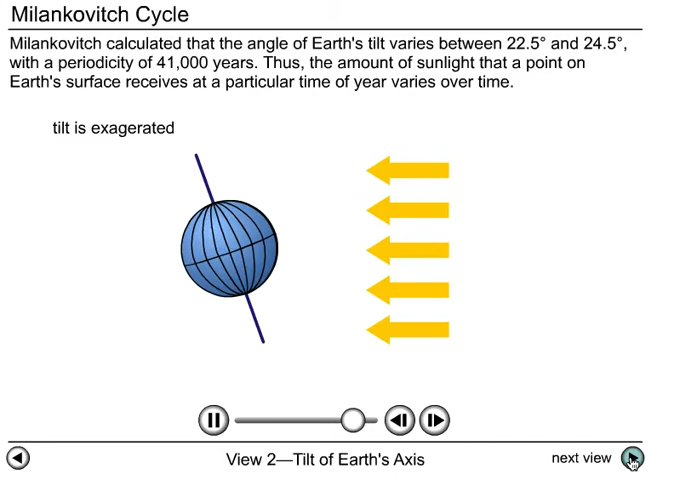 Milankovitch Cycle
Milankovitch calculated that the angle of Earth's tilt varies between 22.5° and 24.5°,
with a periodicity of 41,000 years. Thus, the amount of sunlight that a point on
Earth's surface receives at a particular time of year varies over time.
tilt is exagerated
View 2—Tilt of Earth's Axis
next view